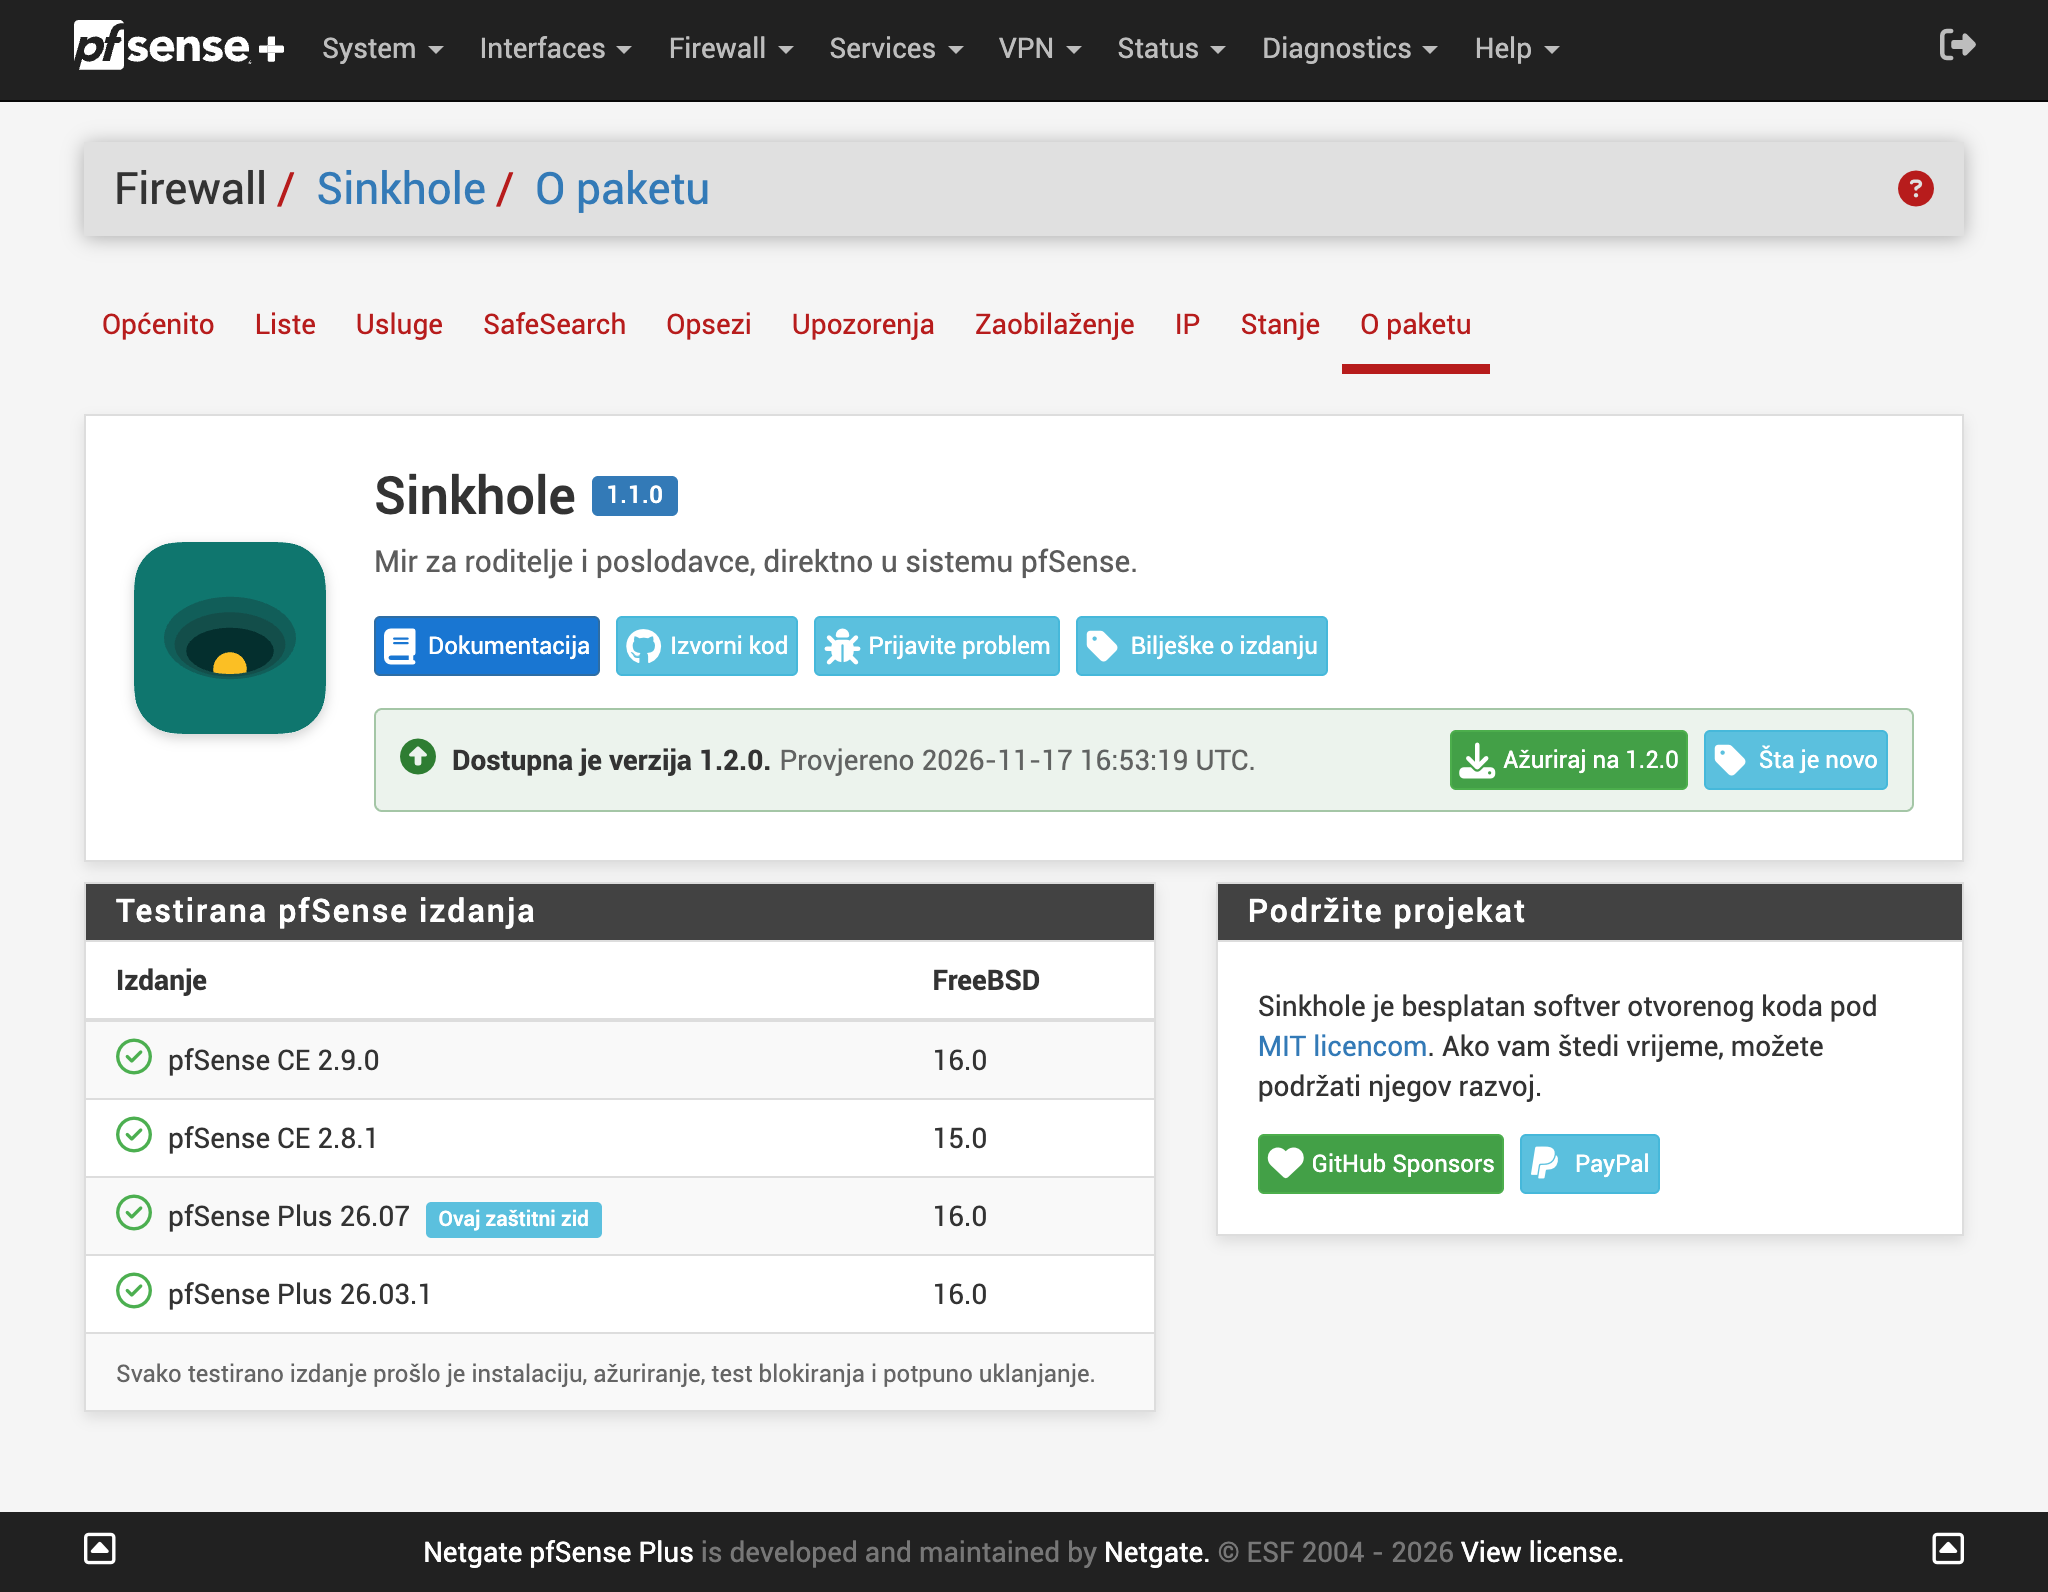 pfsense +
System Interfaces Firewall Services VPN Status Diagnostics Help
Firewall / Sinkhole / O paketu
?
Općenito Liste Usluge SafeSearch Opsezi Upozorenja Zaobilaženje IP Stanje O paketu
Sinkhole 1.1.0
Mir za roditelje i poslodavce, direktno u sistemu pfSense.
Dokumentacija Izvorni kod Prijavite problem Bilješke o izdanju
Dostupna je verzija 1.2.0. Provjereno 2026-11-17 16:53:19 UTC. Ažuriraj na 1.2.0 Šta je novo
Testirana pfSense izdanja
Izdanje FreeBSD
pfSense CE 2.9.0 16.0
pfSense CE 2.8.1 15.0
pfSense Plus 26.07 Ovaj zaštitni zid 16.0
pfSense Plus 26.03.1 16.0
Svako testirano izdanje prošlo je instalaciju, ažuriranje, test blokiranja i potpuno uklanjanje.
Podržite projekat
Sinkhole je besplatan softver otvorenog koda pod
MIT licencom. Ako vam štedi vrijeme, možete
podržati njegov razvoj.
GitHub Sponsors PayPal
Netgate pfSense Plus is developed and maintained by Netgate. © ESF 2004 - 2026 View license.